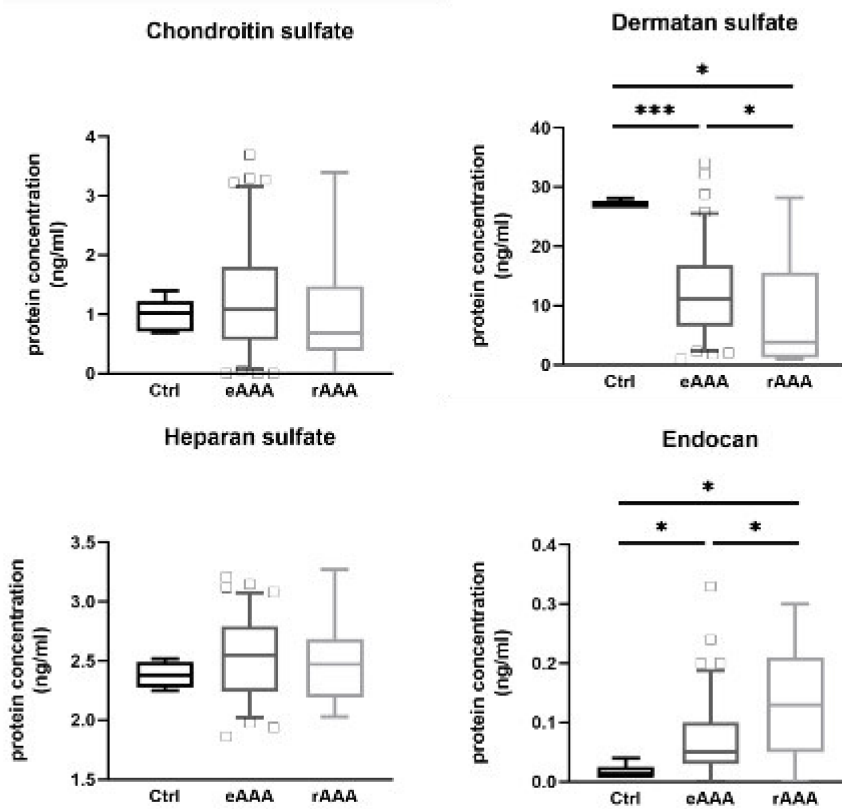 Chondroitin sulfate
protein concentration
(ng/ml)
4
3
2
1
0
Ctrl eAAA rAAA
Dermatan sulfate
*
*** *
protein concentration
(ng/ml)
40
30
20
10
0
Ctrl eAAA rAAA
Heparan sulfate
protein concentration
(ng/ml)
3.5
3.0
2.5
2.0
1.5
Ctrl eAAA rAAA
Endocan
*
* *
protein concentration
(ng/ml)
0.4
0.3
0.2
0.1
0.0
Ctrl eAAA rAAA